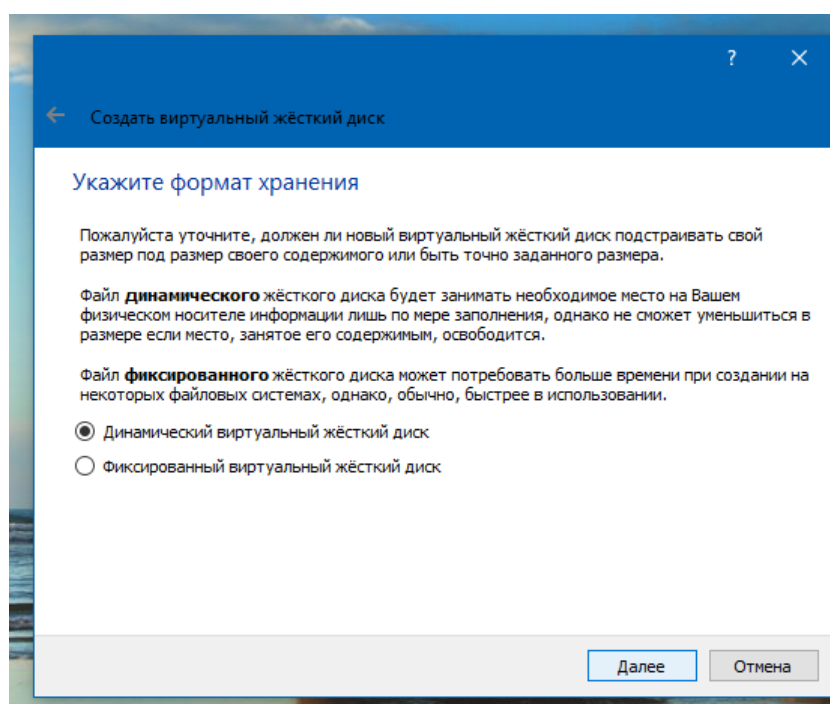 ?
Создать виртуальный жёсткий диск
Укажите формат хранения
Пожалуйста уточните, должен ли новый виртуальный жёсткий диск подстраивать свой
размер под размер своего содержимого или быть точно заданного размера.
Файл динамического жёсткого диска будет занимать необходимое место на Вашем
физическом носителе информации лишь по мере заполнения, однако не сможет уменьшиться в
размере если место, занятое его содержимым, освободится.
Файл фиксированного жёсткого диска может потребовать больше времени при создании на
некоторых файловых системах, однако, обычно, быстрее в использовании.
Динамический виртуальный жёсткий диск
Фиксированный виртуальный жёсткий диск
Далее Отмена